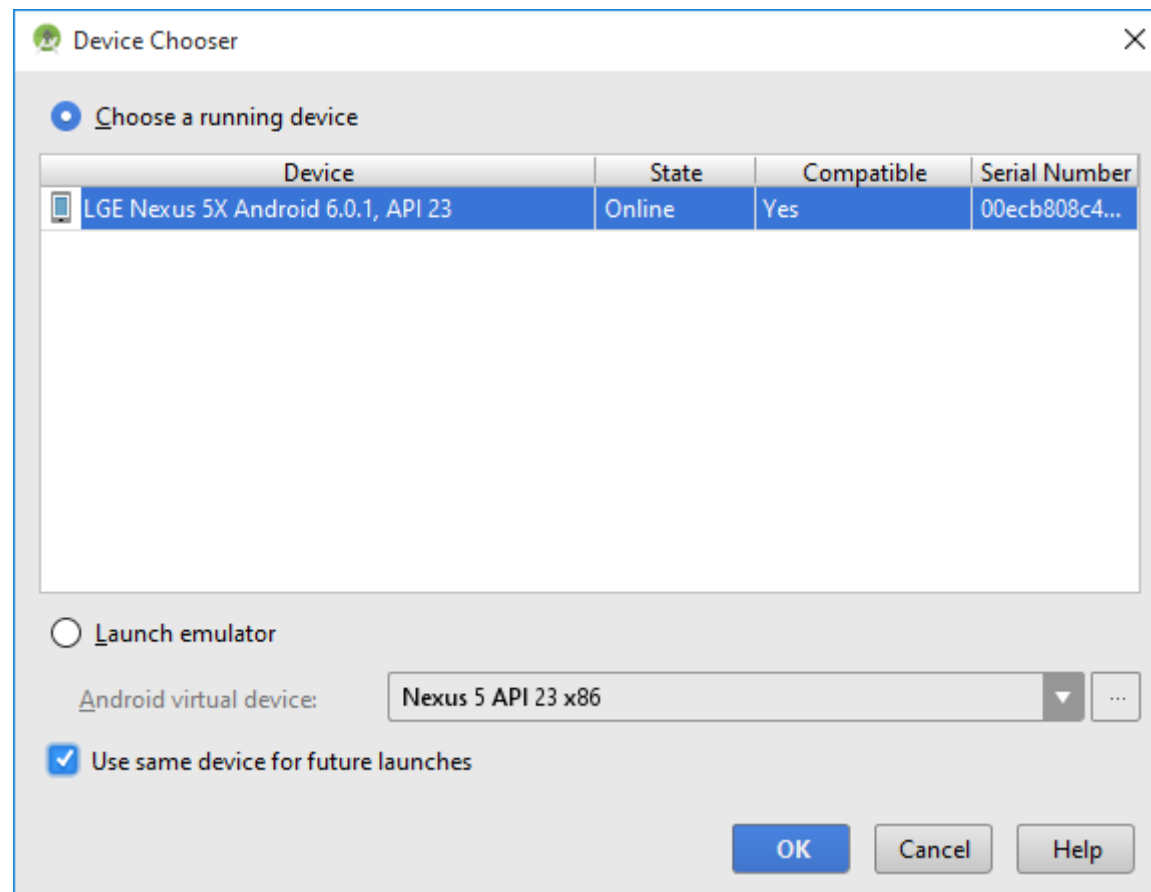 Device Chooser
Choose a running device
Device State Compatible Serial Number
LGE Nexus 5X Android 6.0.1, API 23 Online Yes 00ecb808c4...
Launch emulator
Android virtual device: Nexus 5 API 23 x86 ...
Use same device for future launches
OK Cancel Help